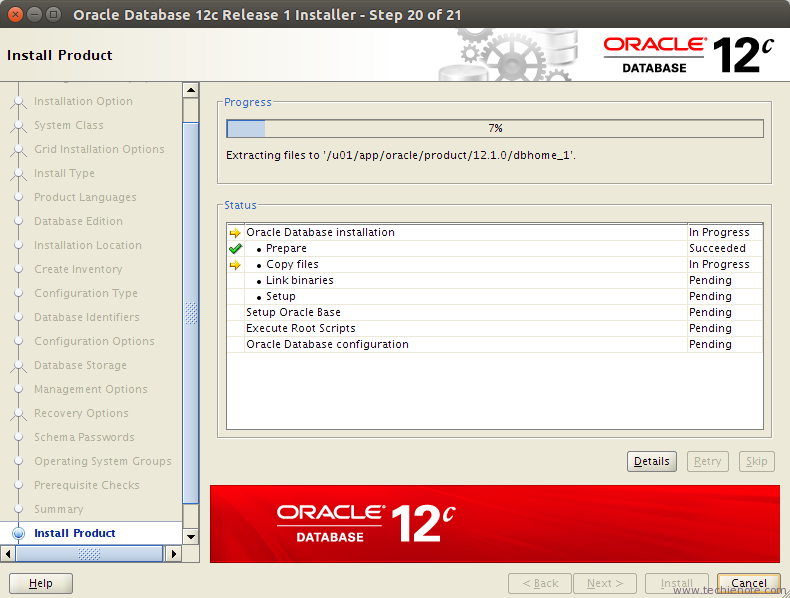 Oracle Database 12c Release 1 Installer - Step 20 of 21
Install Product
ORACLE
DATABASE
12c
Installation Option
System Class
Grid Installation Options
Install Type
Product Languages
Database Edition
Installation Location
Create Inventory
Configuration Type
Database Identifiers
Configuration Options
Database Storage
Management Options
Recovery Options
Schema Passwords
Operating System Groups
Prerequisite Checks
Summary
Install Product
Progress
7%
Extracting files to '/u01/app/oracle/product/12.1.0/dbhome_1'.
Status
Oracle Database installation In Progress
• Prepare Succeeded
• Copy files In Progress
• Link binaries Pending
• Setup Pending
Setup Oracle Base Pending
Execute Root Scripts Pending
Oracle Database configuration Pending
Details Retry Skip
ORACLE
DATABASE
12c
Help < Back Next > Install Cancel
www.techienote.com